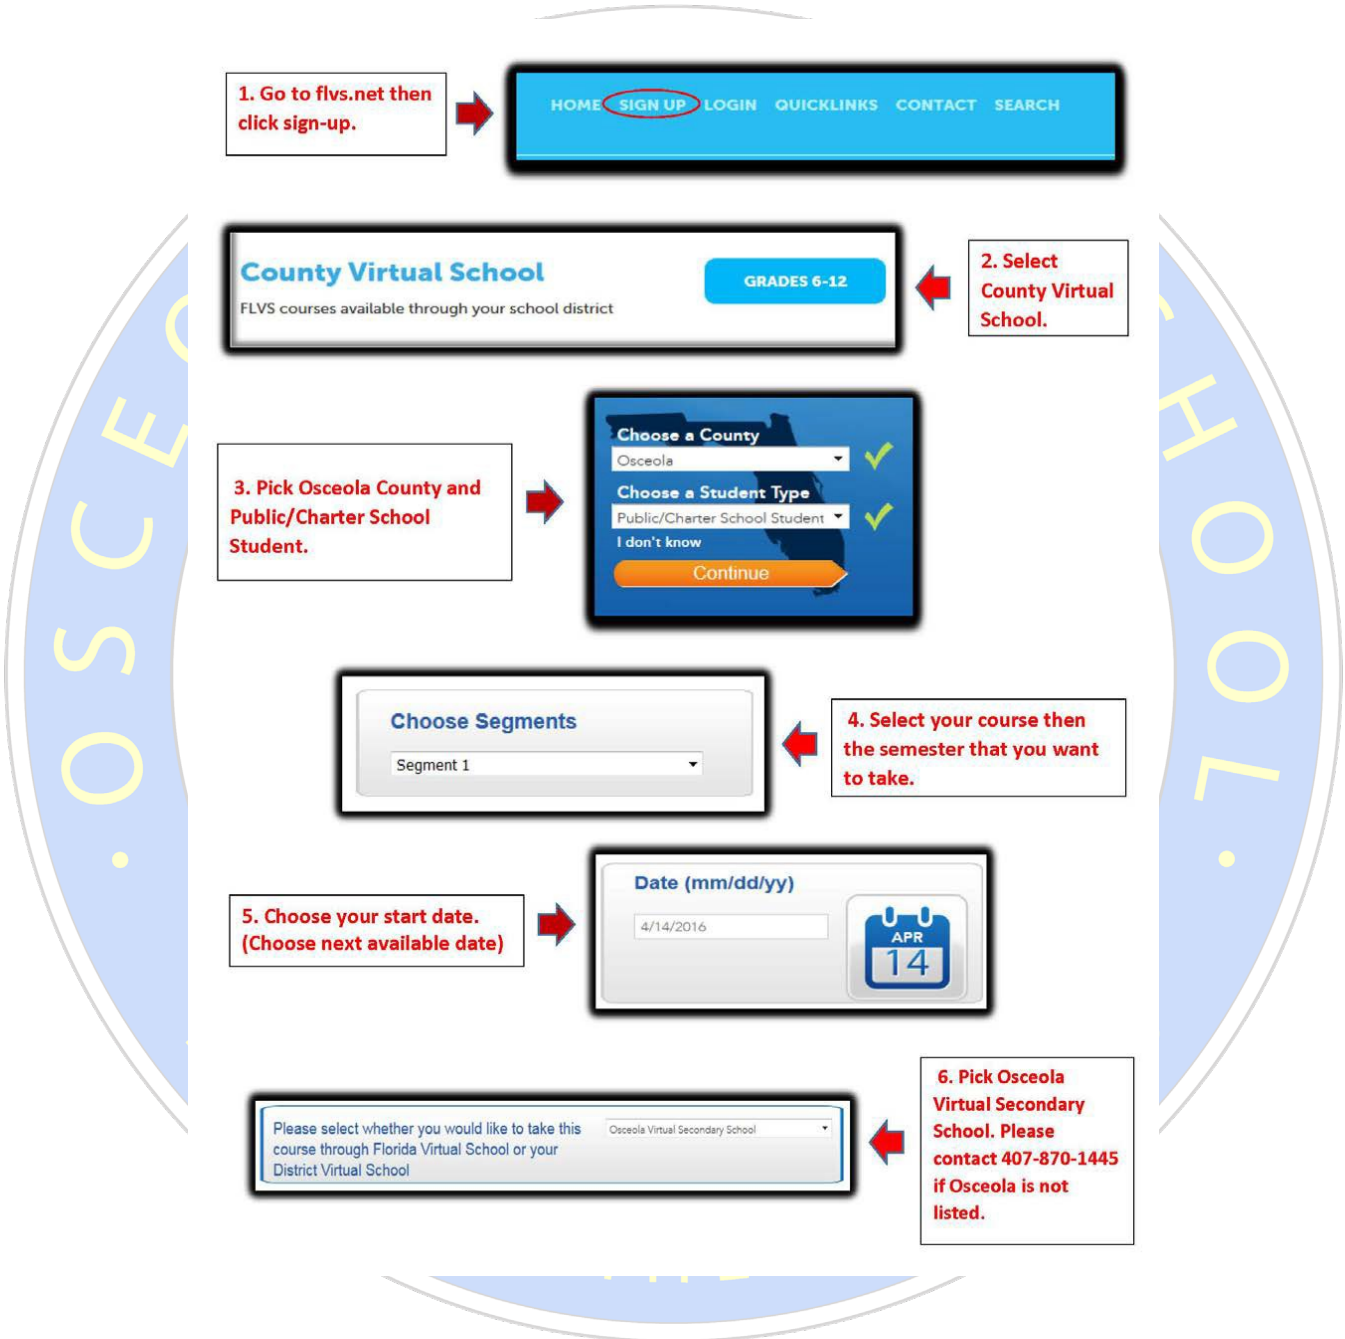 1. Go to flvs.net then
click sign-up.
HOME SIGN UP LOGIN QUICKLINKS CONTACT SEARCH
County Virtual School
FLVS courses available through your school district
GRADES 6-12
2. Select
County Virtual
School.
3. Pick Osceola County and
Public/Charter School
Student.
Choose a County
Osceola
Choose a Student Type
Public/Charter School Student
I don't know
Continue
Choose Segments
Segment 1
4. Select your course then
the semester that you want
to take.
5. Choose your start date.
(Choose next available date)
Date (mm/dd/yy)
4/14/2016
APR
14
Please select whether you would like to take this
course through Florida Virtual School or your
District Virtual School
Osceola Virtual Secondary School
6. Pick Osceola
Virtual Secondary
School. Please
contact 407-870-1445
if Osceola is not
listed.